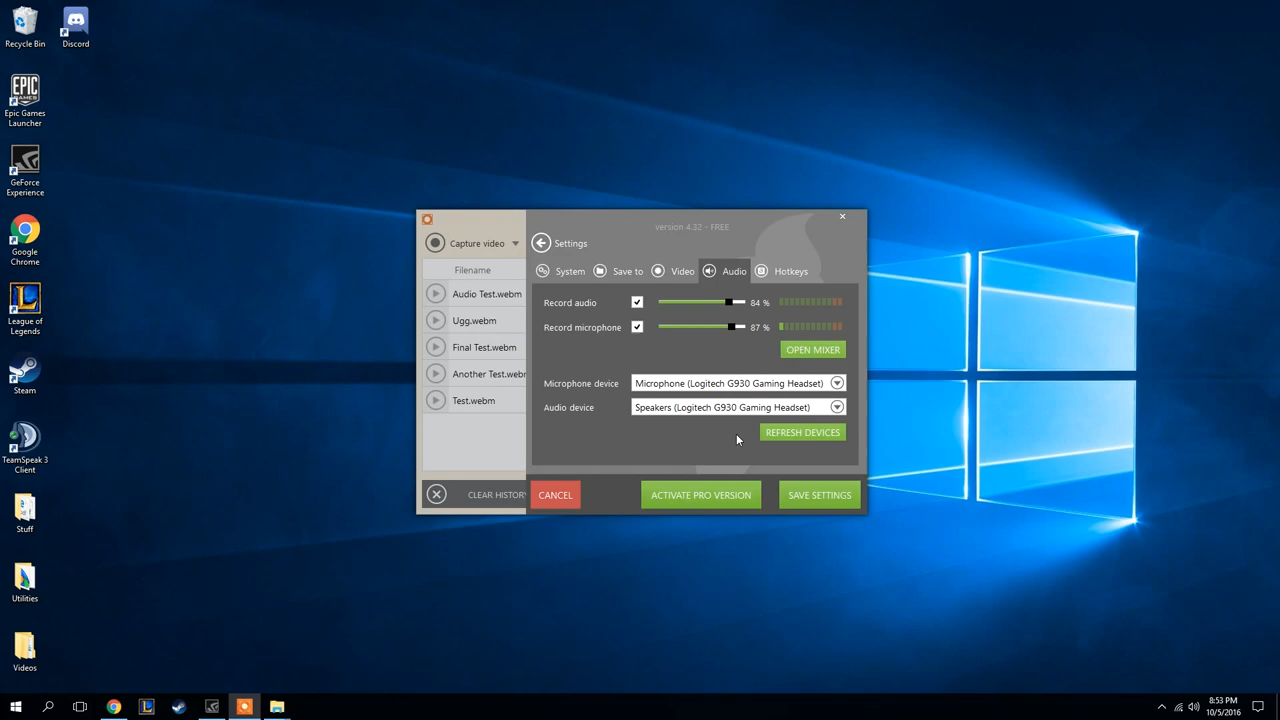 Recycle Bin
Discord
EPIC
GAMES
Epic Games
Launcher
GeForce
Experience
Google
Chrome
League of
Legends
Steam
TeamSpeak 3
Client
Stuff
Utilities
Videos
version 4.32 - FREE
Capture video
Settings
Filename
System
Save to
Video
Audio
Hotkeys
Audio Test.webm
Ugg.webm
Final Test.webm
Another Test.webm
Test.webm
Record audio
84 %
Record microphone
87 %
OPEN MIXER
Microphone device
Microphone (Logitech G930 Gaming Headset)
Audio device
Speakers (Logitech G930 Gaming Headset)
REFRESH DEVICES
CLEAR HISTORY
CANCEL
ACTIVATE PRO VERSION
SAVE SETTINGS
8:53 PM
10/5/2016